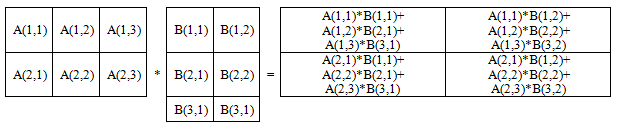 A(1,1) A(1,2) A(1,3) B(1,1) B(1,2) A(1,1)*B(1,1)+ A(1,1)*B(1,2)+
A(1,2)*B(2,1)+ A(1,2)*B(2,2)+
A(1,3)*B(3,1) A(1,3)*B(3,2)
A(2,1) A(2,2) A(2,3) * B(2,1) B(2,2) = A(2,1)*B(1,1)+ A(2,1)*B(1,2)+
A(2,2)*B(2,1)+ A(2,2)*B(2,2)+
A(2,3)*B(3,1) A(2,3)*B(3,2)
B(3,1) B(3,1)